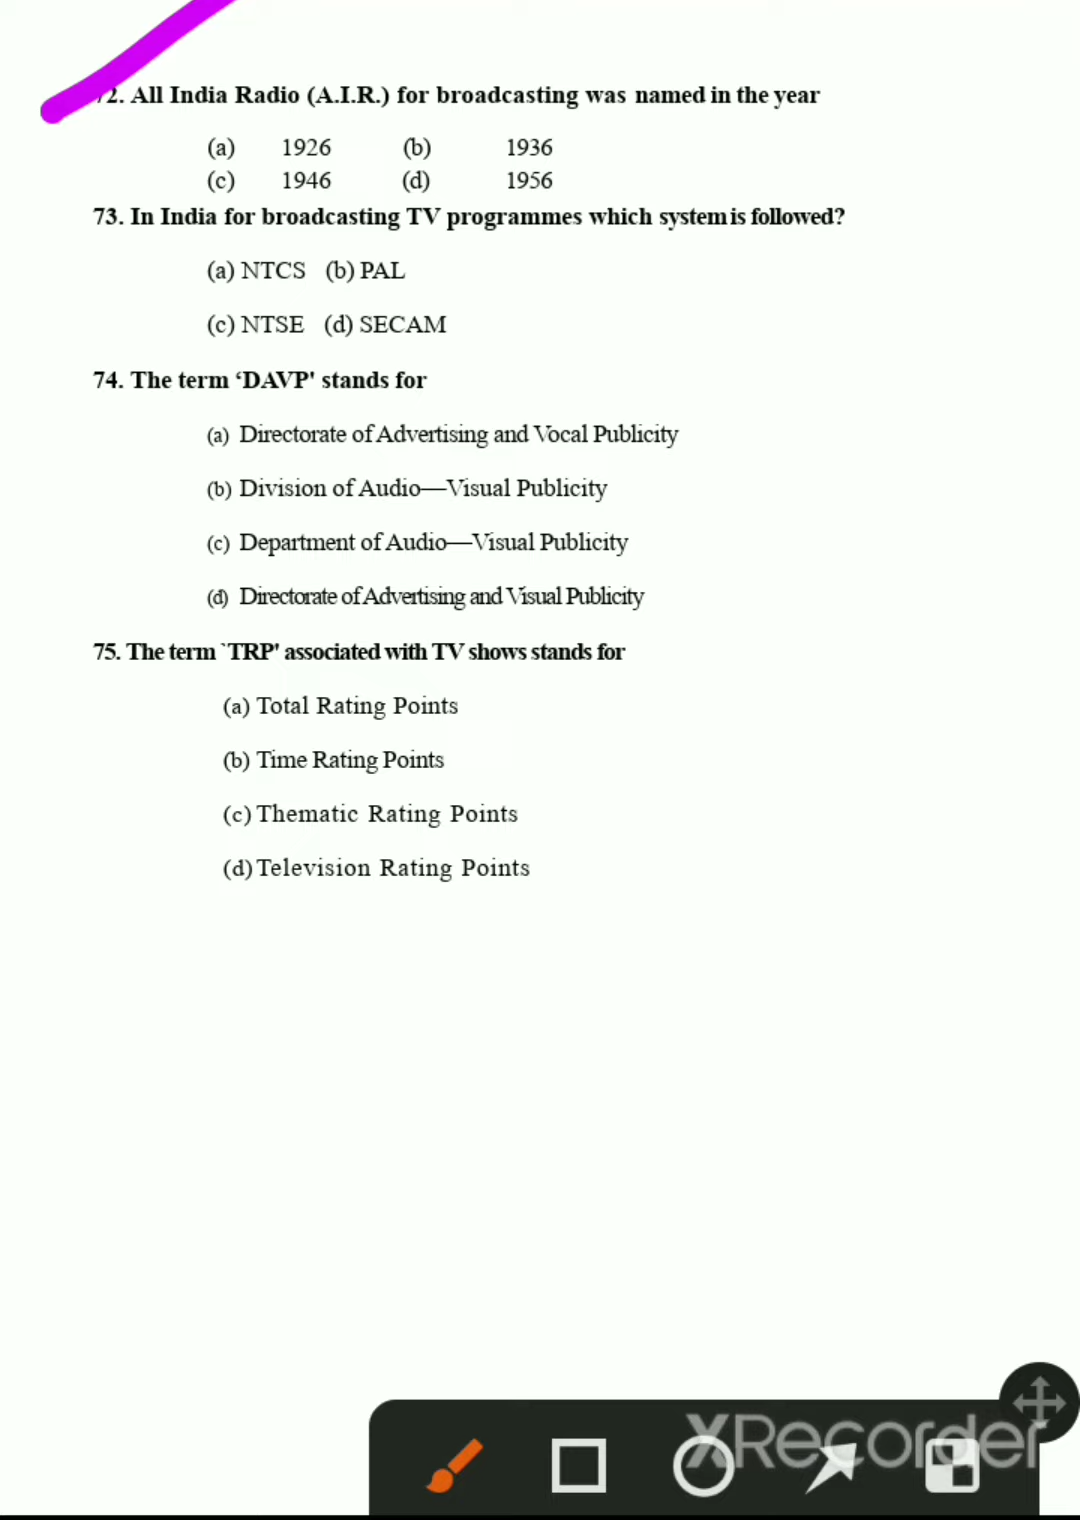 72. All India Radio (A.I.R.) for broadcasting was named in the year
(a) 1926 (b) 1936
(c) 1946 (d) 1956
73. In India for broadcasting TV programmes which system is followed?
(a) NTCS (b) PAL
(c) NTSE (d) SECAM
74. The term ‘DAVP' stands for
(a) Directorate of Advertising and Vocal Publicity
(b) Division of Audio—Visual Publicity
(c) Department of Audio—Visual Publicity
(d) Directorate of Advertising and Visual Publicity
75. The term `TRP' associated with TV shows stands for
(a) Total Rating Points
(b) Time Rating Points
(c) Thematic Rating Points
(d) Television Rating Points
XRecorder